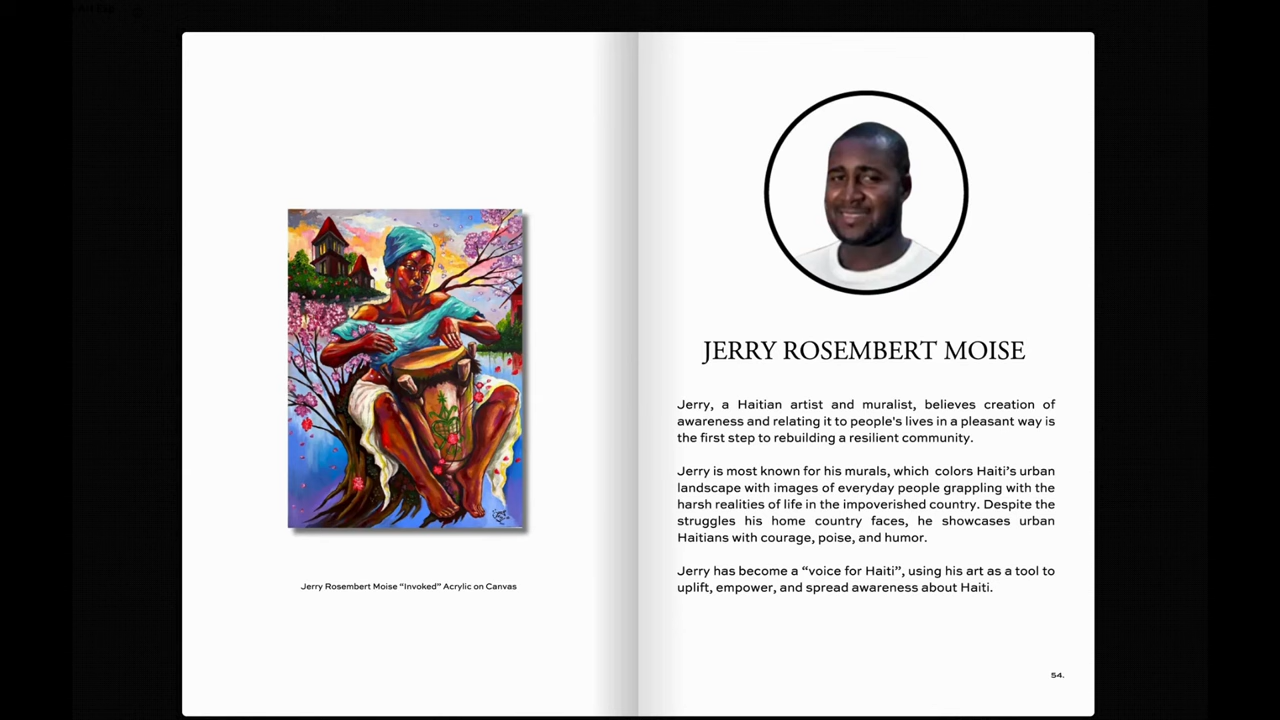 Jerry Rosembert Moise “Invoked” Acrylic on Canvas
JERRY ROSEMBERT MOISE
Jerry, a Haitian artist and muralist, believes creation of
awareness and relating it to people's lives in a pleasant way is
the first step to rebuilding a resilient community.
Jerry is most known for his murals, which colors Haiti’s urban
landscape with images of everyday people grappling with the
harsh realities of life in the impoverished country. Despite the
struggles his home country faces, he showcases urban
Haitians with courage, poise, and humor.
Jerry has become a “voice for Haiti”, using his art as a tool to
uplift, empower, and spread awareness about Haiti.
54.